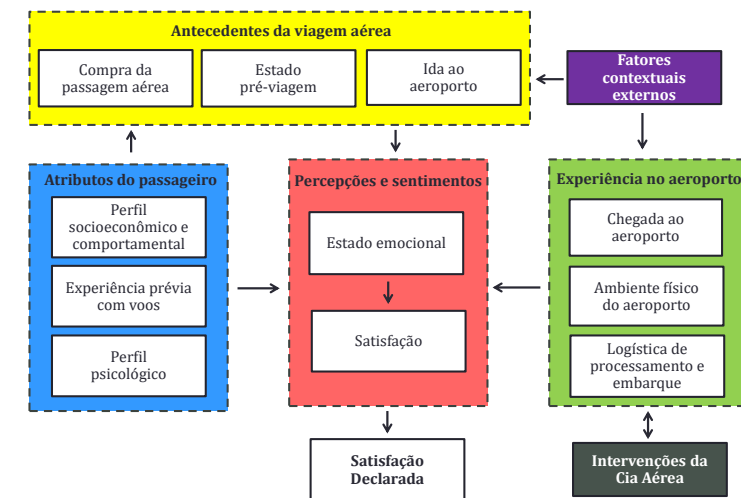 Antecedentes da viagem aérea
Compra da
passagem aérea
Estado
pré-viagem
Ida ao
aeroporto
Fatores
contextuais
externos
Atributos do passageiro
Perfil
socioeconômico e
comportamental
Experiência prévia
com voos
Perfil
psicológico
Percepções e sentimentos
Estado emocional
Satisfação
Experiência no aeroporto
Chegada ao
aeroporto
Ambiente físico
do aeroporto
Logística de
processamento e
embarque
Satisfação
Declarada
Intervenções da
Cia Aérea